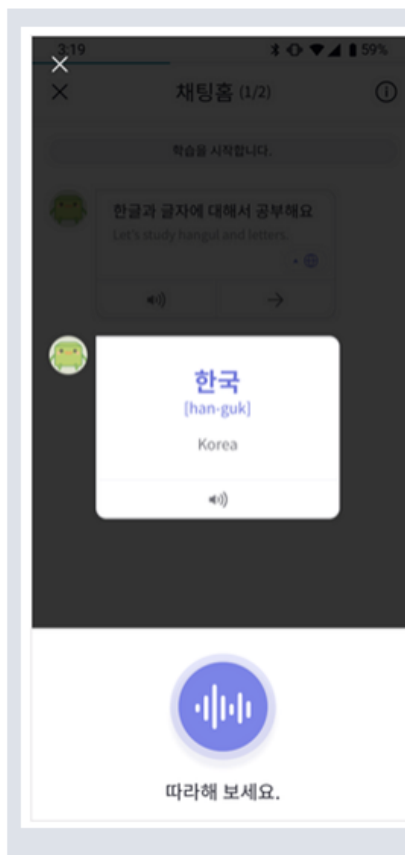 3:19 59%
채팅홈 (1/2)
학습을 시작합니다.
한글과 글자에 대해서 공부해요
Let's study hangul and letters.
한국
[han-guk]
Korea
따라해 보세요.